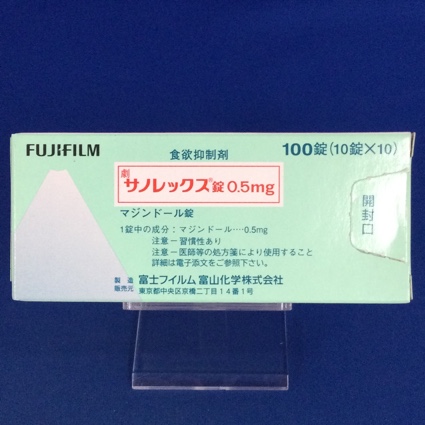 FUJIFILM
食欲抑制剤
100錠(10錠×10)
劇
サノレックス®錠0.5mg
マジンドール錠
1錠中の成分:マジンドール‥‥0.5mg
注意-習慣性あり
注意-医師等の処方箋により使用すること
詳細は電子添文をご参照下さい。
開封口
製造販売元 富士フイルム 富山化学株式会社
東京都中央区京橋二丁目14番1号